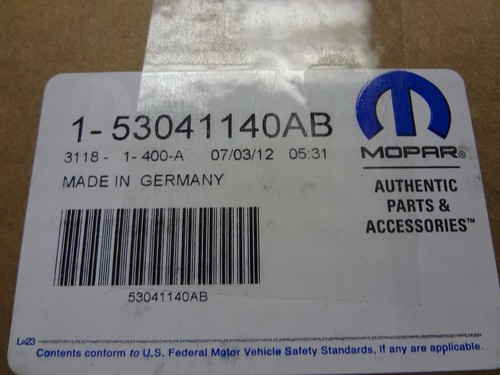 1-53041140AB
3118 - 1-400-A 07/03/12 05:31
MADE IN GERMANY
53041140AB
MOPAR®
AUTHENTIC
PARTS &
ACCESSORIES™
L=23
Contents conform to U.S. Federal Motor Vehicle Safety Standards, if any are applicable.